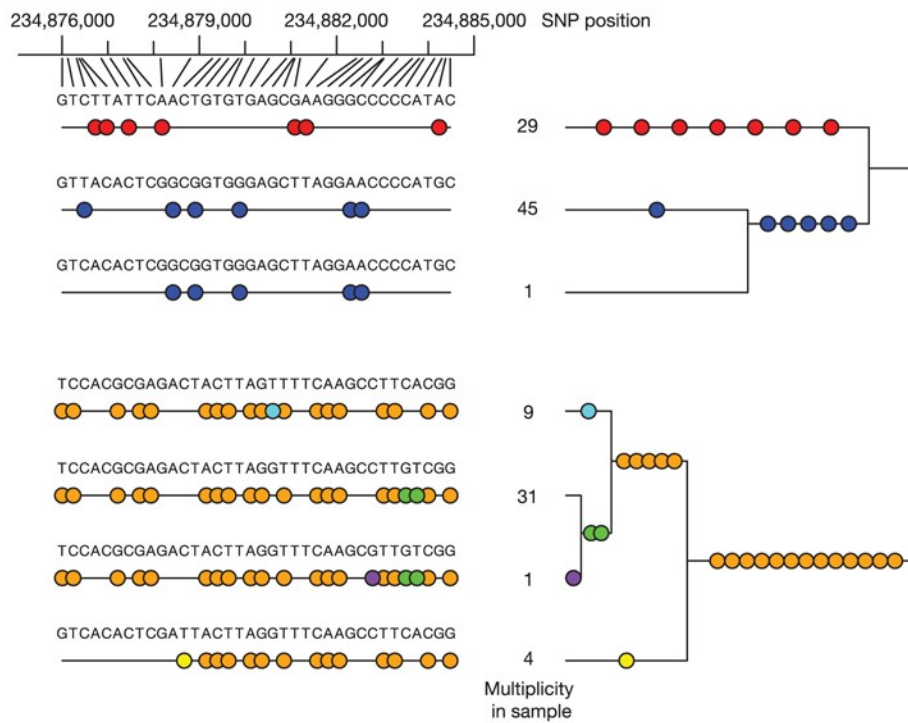 234,876,000 234,879,000 234,882,000 234,885,000 SNP position
GTCTTATTCAACTGTGTGAGCGAAGGGCCCCCATAC
29
GTTACACTCGGCGGTGGGAGCTTAGGAACCCCATGC
45
GTCACACTCGGCGGTGGGAGCTTAGGAACCCCATGC
1
TCCACGCGAGACTACTTAGTTTTCAAGCCTTCACGG
9
TCCACGCGAGACTACTTAGGTTTCAAGCCTTGTCGG
31
TCCACGCGAGACTACTTAGGTTTCAAGCGTTGTCGG
1
GTCACACTCGATTACTTAGGTTTCAAGCCTTCACGG
4
Multiplicity
in sample